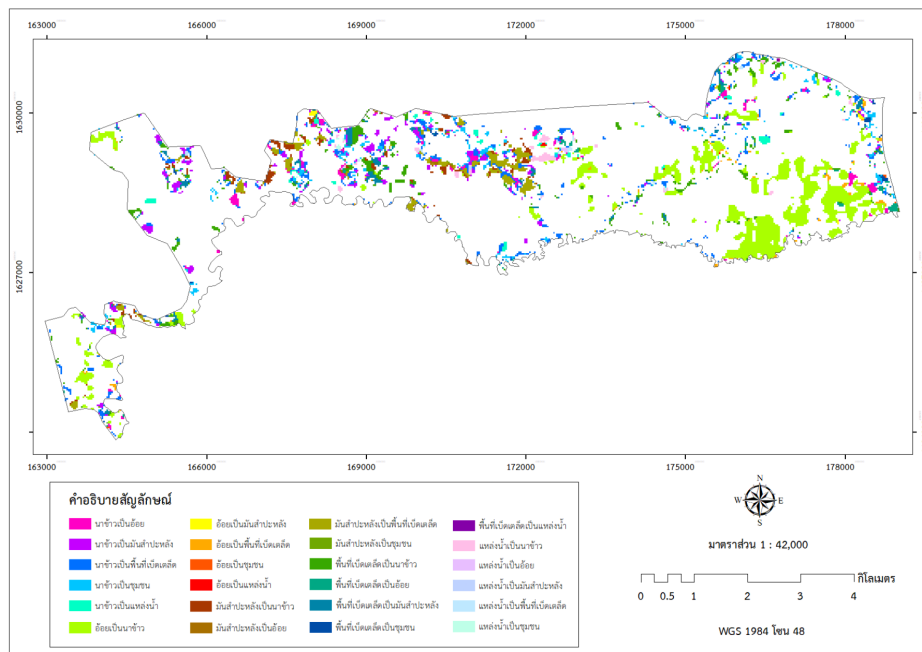 163000 166000 169000 172000 175000 178000
1630000 1630000
1627000 1627000
163000 166000 169000 172000 175000 178000
คำอธิบายสัญลักษณ์
นาข้าวเป็นอ้อย อ้อยเป็นมันสำปะหลัง มันสำปะหลังเป็นพื้นที่เบ็ดเตล็ด พื้นที่เบ็ดเตล็ดเป็นแหล่งน้ำ
นาข้าวเป็นมันสำปะหลัง อ้อยเป็นพื้นที่เบ็ดเตล็ด มันสำปะหลังเป็นชุมชน แหล่งน้ำเป็นนาข้าว
นาข้าวเป็นพื้นที่เบ็ดเตล็ด อ้อยเป็นชุมชน พื้นที่เบ็ดเตล็ดเป็นนาข้าว แหล่งน้ำเป็นอ้อย
นาข้าวเป็นชุมชน อ้อยเป็นแหล่งน้ำ พื้นที่เบ็ดเตล็ดเป็นอ้อย แหล่งน้ำเป็นมันสำปะหลัง
นาข้าวเป็นแหล่งน้ำ มันสำปะหลังเป็นนาข้าว พื้นที่เบ็ดเตล็ดเป็นมันสำปะหลัง แหล่งน้ำเป็นพื้นที่เบ็ดเตล็ด
อ้อยเป็นนาข้าว มันสำปะหลังเป็นอ้อย พื้นที่เบ็ดเตล็ดเป็นชุมชน แหล่งน้ำเป็นชุมชน
N
W E
S
มาตราส่วน 1 : 42,000
กิโลเมตร
0 0.5 1 2 3 4
WGS 1984 โซน 48